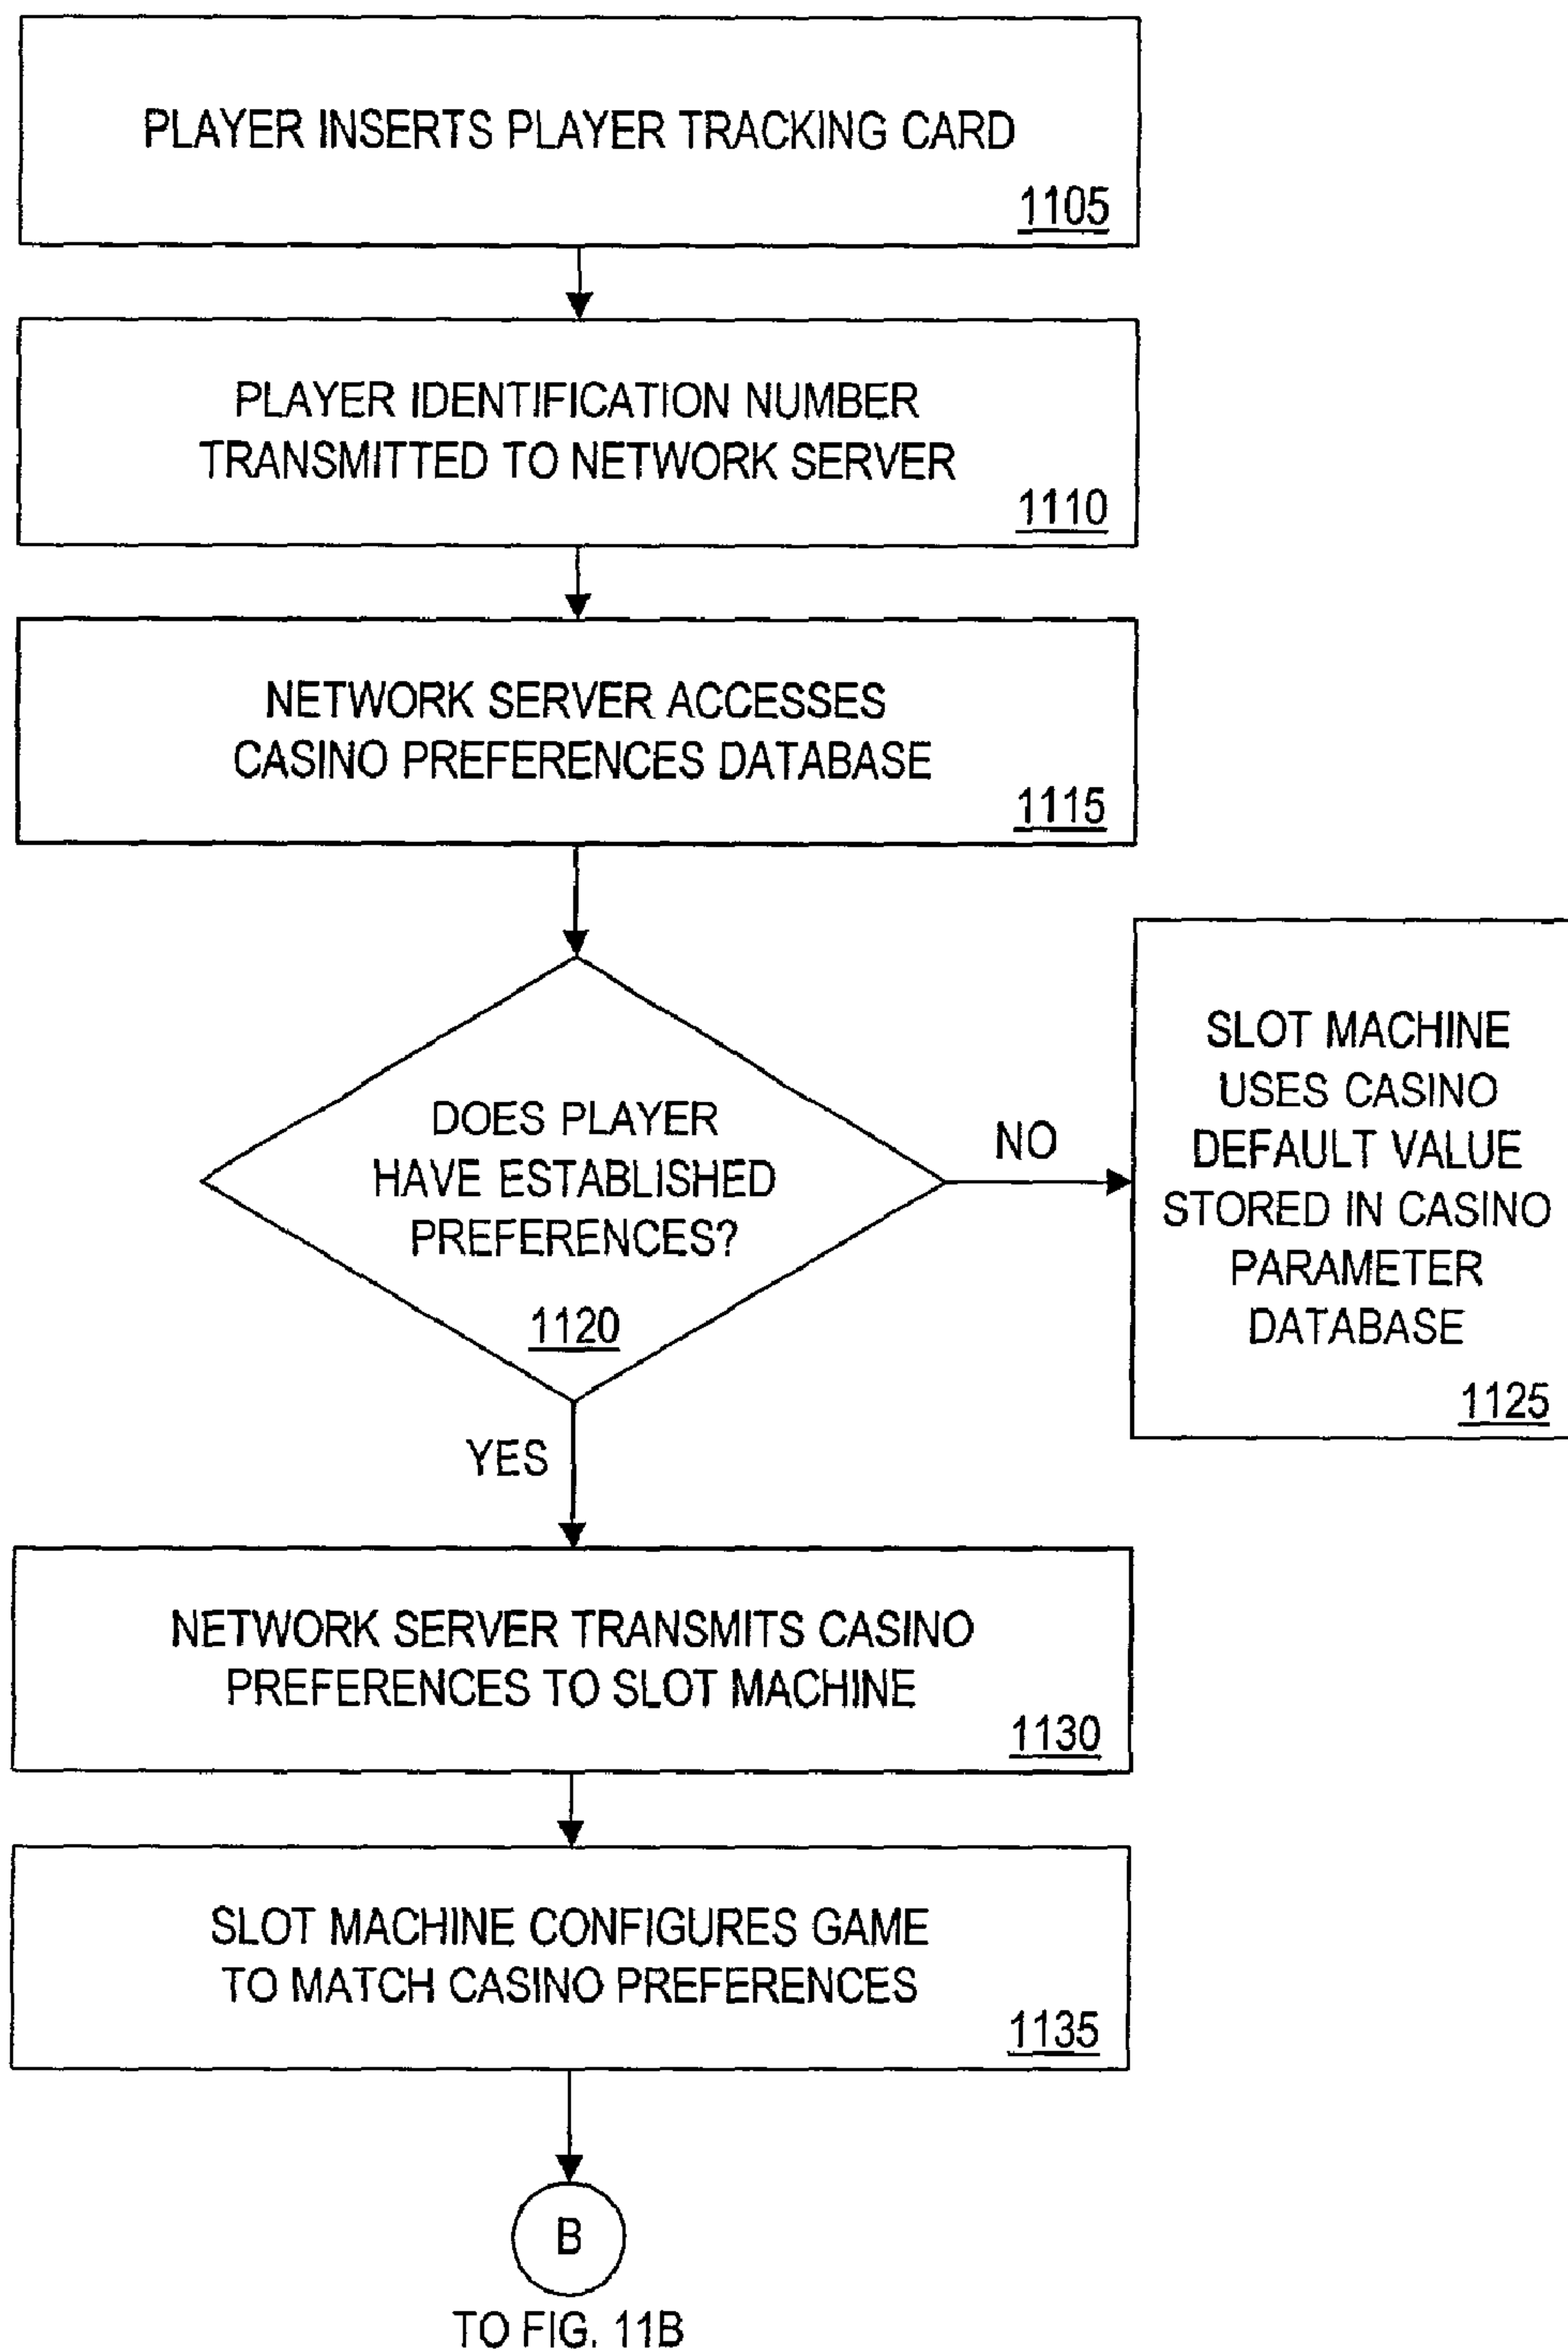 PLAYER INSERTS PLAYER TRACKING CARD
1105
PLAYER IDENTIFICATION NUMBER
TRANSMITTED TO NETWORK SERVER
1110
NETWORK SERVER ACCESSES
CASINO PREFERENCES DATABASE
1115
DOES PLAYER
HAVE ESTABLISHED
PREFERENCES?
1120
NO
SLOT MACHINE
USES CASINO
DEFAULT VALUE
STORED IN CASINO
PARAMETER
DATABASE
1125
YES
NETWORK SERVER TRANSMITS CASINO
PREFERENCES TO SLOT MACHINE
1130
SLOT MACHINE CONFIGURES GAME
TO MATCH CASINO PREFERENCES
1135
B
TO FIG. 11B